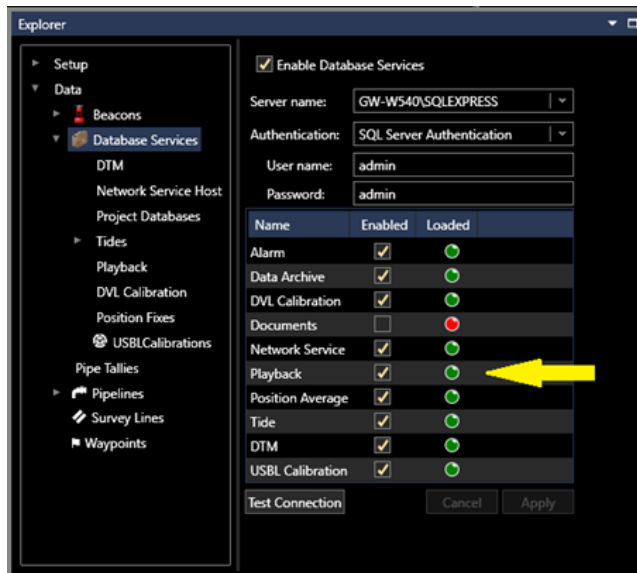 Explorer
Setup
Data
Beacons
Database Services
DTM
Network Service Host
Project Databases
Tides
Playback
DVL Calibration
Position Fixes
USBLCalibrations
Pipe Tallies
Pipelines
Survey Lines
Waypoints
Enable Database Services
Server name: GW-W540\SQLEXPRESS
Authentication: SQL Server Authentication
User name: admin
Password: admin
Name Enabled Loaded
Alarm
Data Archive
DVL Calibration
Documents
Network Service
Playback
Position Average
Tide
DTM
USBL Calibration
Test Connection Cancel Apply